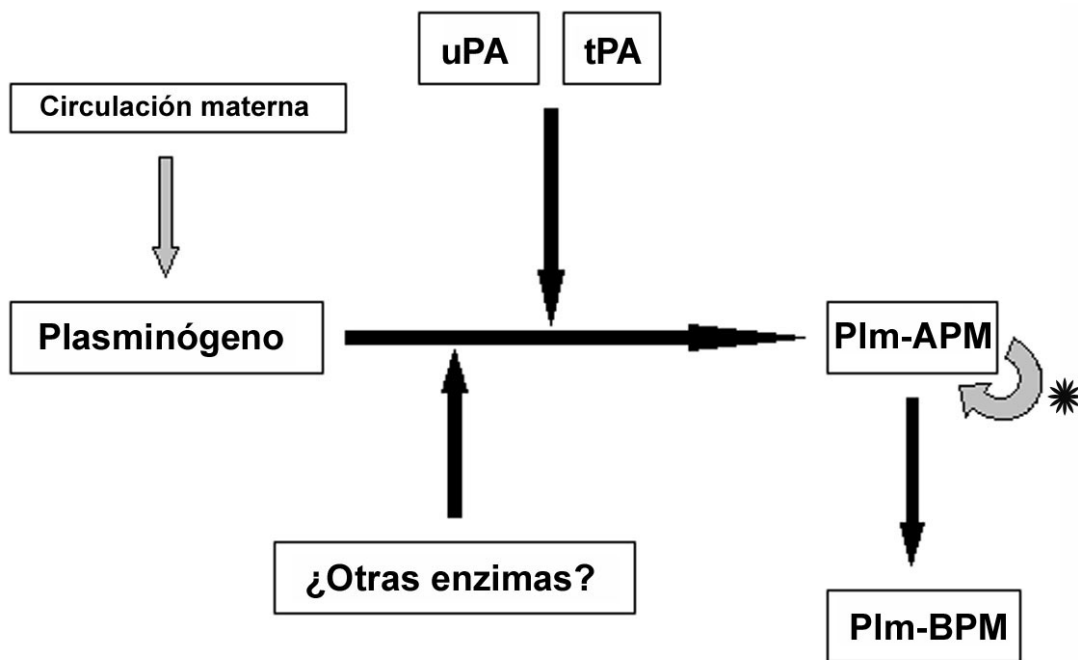 uPA
tPA
Circulación materna
Plasminógeno
Plm-APM
¿Otras enzimas?
Plm-BPM